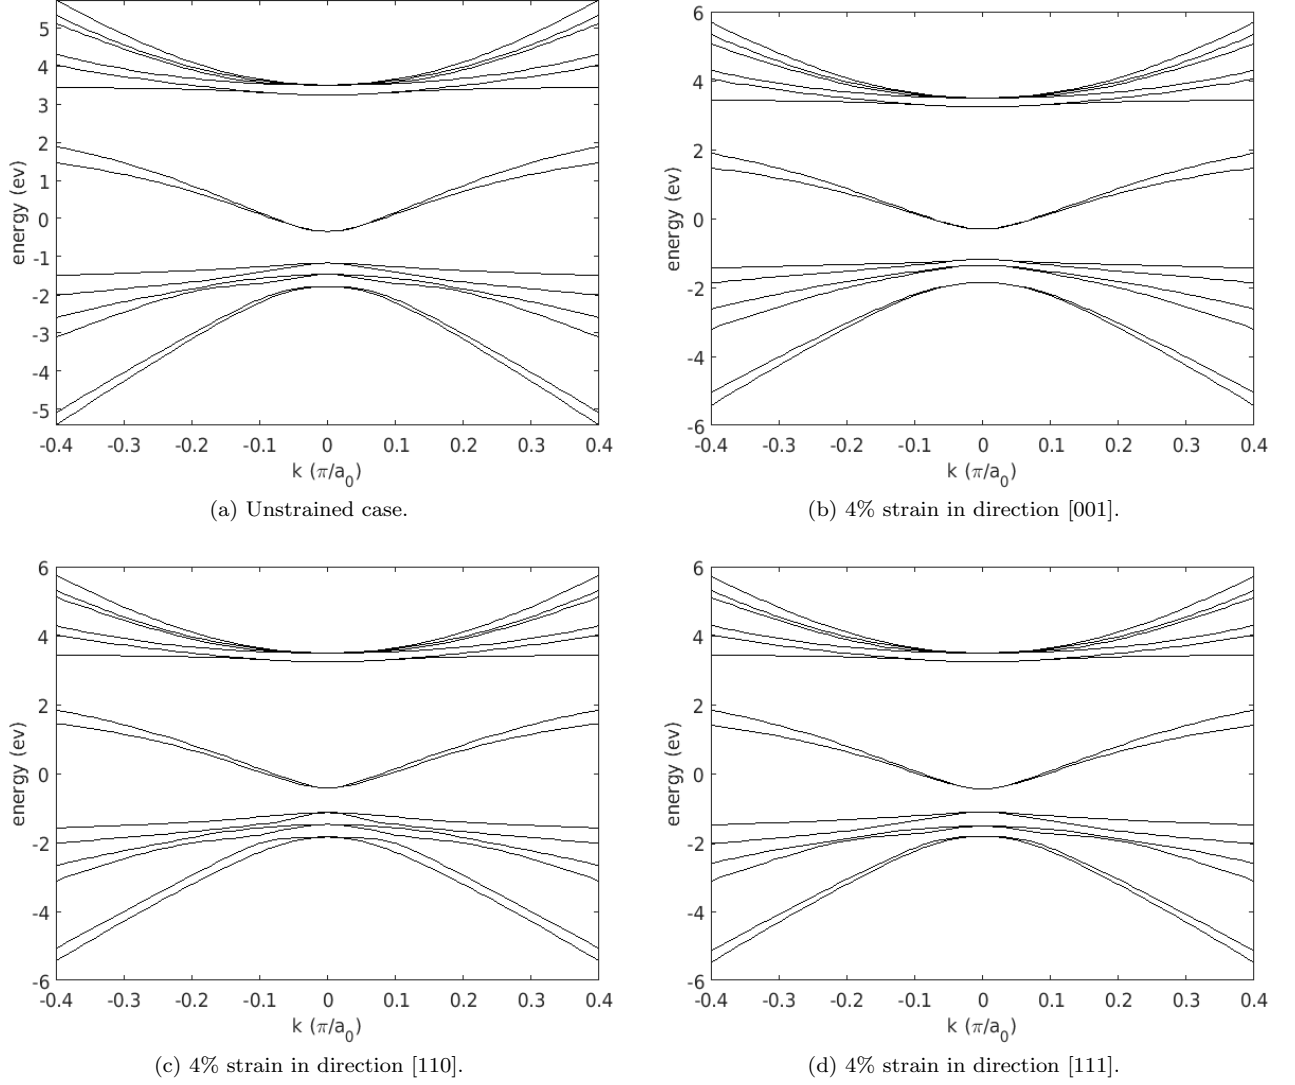 5
4
3
2
1
0
-1
-2
-3
-4
-5
energy (ev)
-0.4 -0.3 -0.2 -0.1 0 0.1 0.2 0.3 0.4
k (π/a0)
(a) Unstrained case.
6
4
2
0
-2
-4
-6
energy (ev)
-0.4 -0.3 -0.2 -0.1 0 0.1 0.2 0.3 0.4
k (π/a0)
(b) 4% strain in direction [001].
6
4
2
0
-2
-4
-6
energy (ev)
-0.4 -0.3 -0.2 -0.1 0 0.1 0.2 0.3 0.4
k (π/a0)
(c) 4% strain in direction [110].
6
4
2
0
-2
-4
-6
energy (ev)
-0.4 -0.3 -0.2 -0.1 0 0.1 0.2 0.3 0.4
k (π/a0)
(d) 4% strain in direction [111].